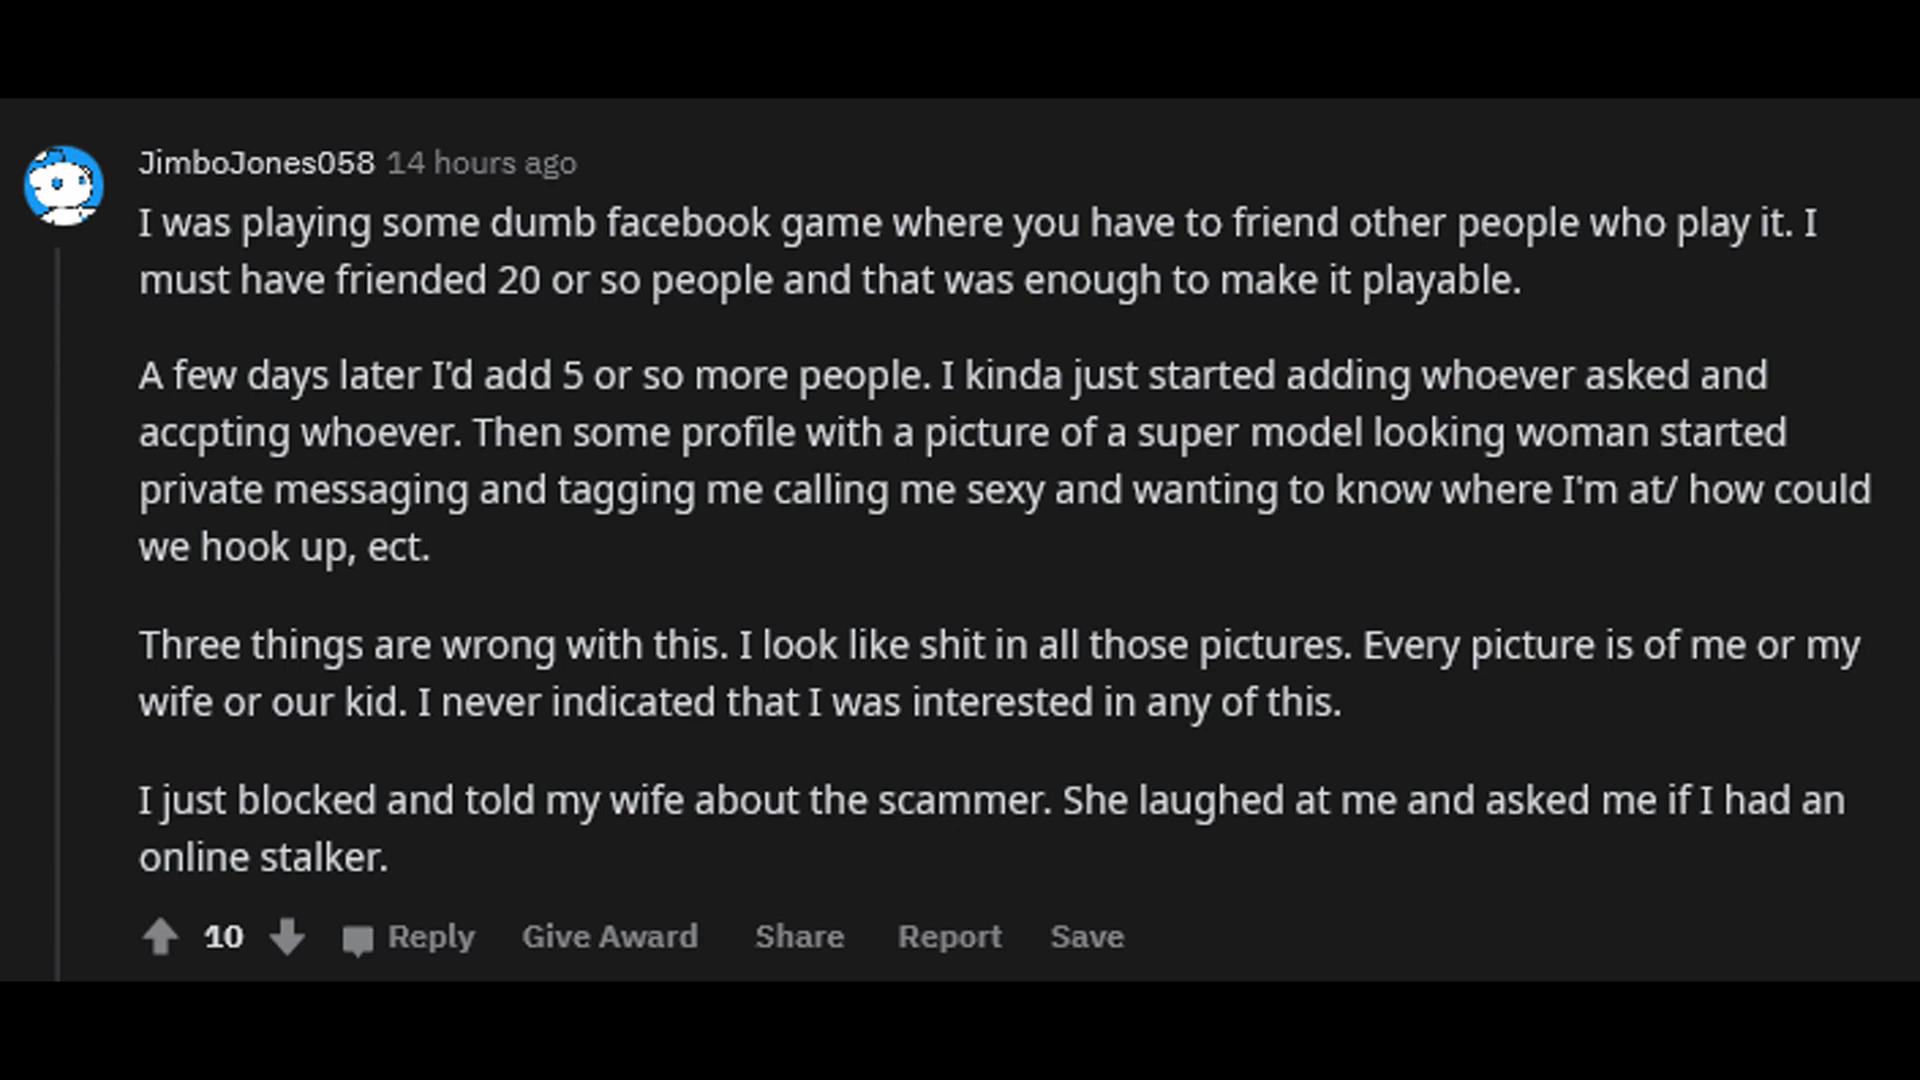 JimboJones058 14 hours ago
I was playing some dumb facebook game where you have to friend other people who play it. I
must have friended 20 or so people and that was enough to make it playable.
A few days later I'd add 5 or so more people. I kinda just started adding whoever asked and
accpting whoever. Then some profile with a picture of a super model looking woman started
private messaging and tagging me calling me sexy and wanting to know where I'm at/ how could
we hook up, ect.
Three things are wrong with this. I look like shit in all those pictures. Every picture is of me or my
wife or our kid. I never indicated that I was interested in any of this.
I just blocked and told my wife about the scammer. She laughed at me and asked me if I had an
online stalker.
10 Reply Give Award Share Report Save